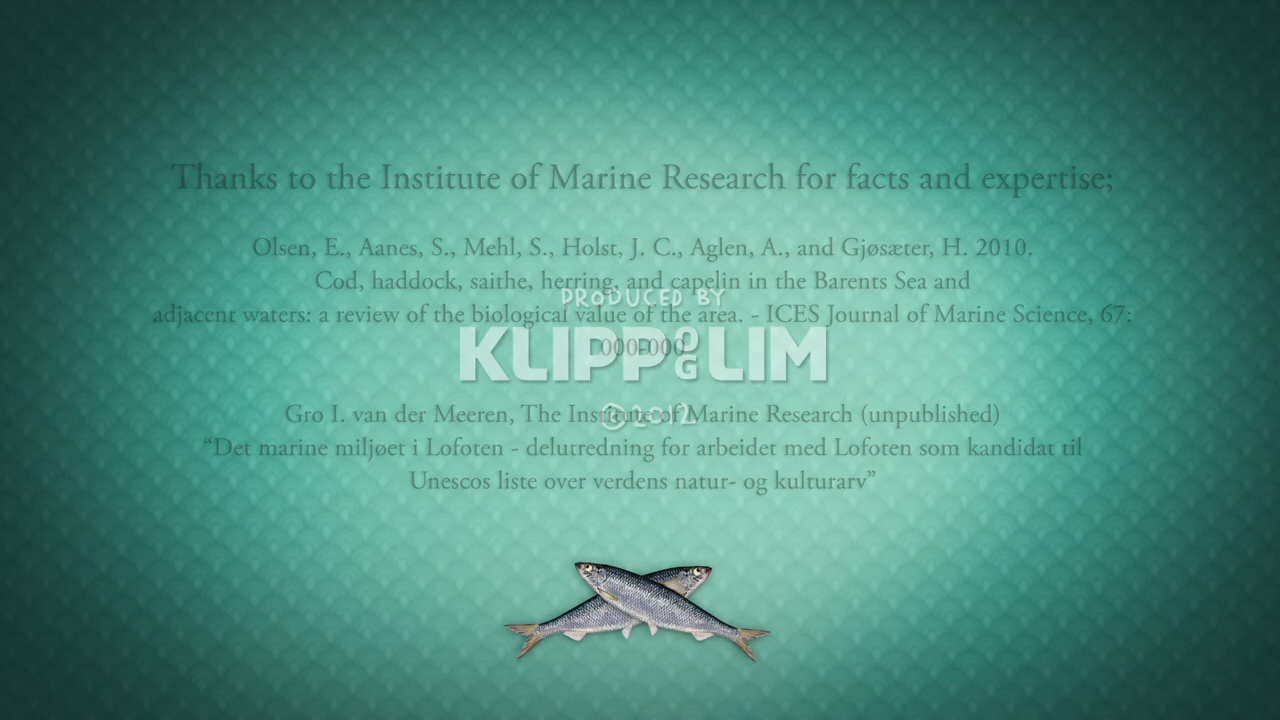 Thanks to the Institute of Marine Research for facts and expertise;
Olsen, E., Aanes, S., Mehl, S., Holst, J. C., Aglen, A., and Gjøsæter, H. 2010.
Cod, haddock, saithe, herring, and capelin in the Barents Sea and
PRODUCED BY
adjacent waters: a review of the biological value of the area. - ICES Journal of Marine Science, 67:
000-000
KLIPP OG LIM
Gro I. van der Meeren, The Institute of Marine Research (unpublished)
©2012
“Det marine miljøet i Lofoten - delutredning for arbeidet med Lofoten som kandidat til
Unescos liste over verdens natur- og kulturarv”